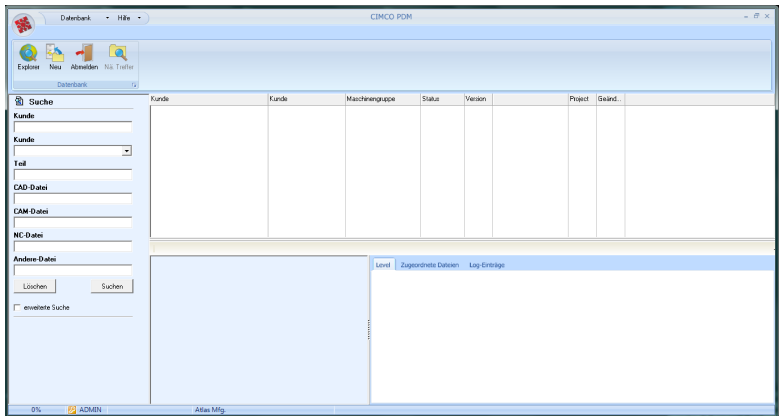 Datenbank Hilfe CIMCO PDM
Explorer Neu Abmelden Nä. Treffer
Datenbank
Suche
Kunde Kunde Maschinengruppe Status Version Project Geänd...
Kunde
Kunde
Teil
CAD-Datei
CAM-Datei
NC-Datei
Andere-Datei
Löschen Suchen
erweiterte Suche
Level Zugeordnete Dateien Log-Einträge
0% ADMIN Atlas Mfg.